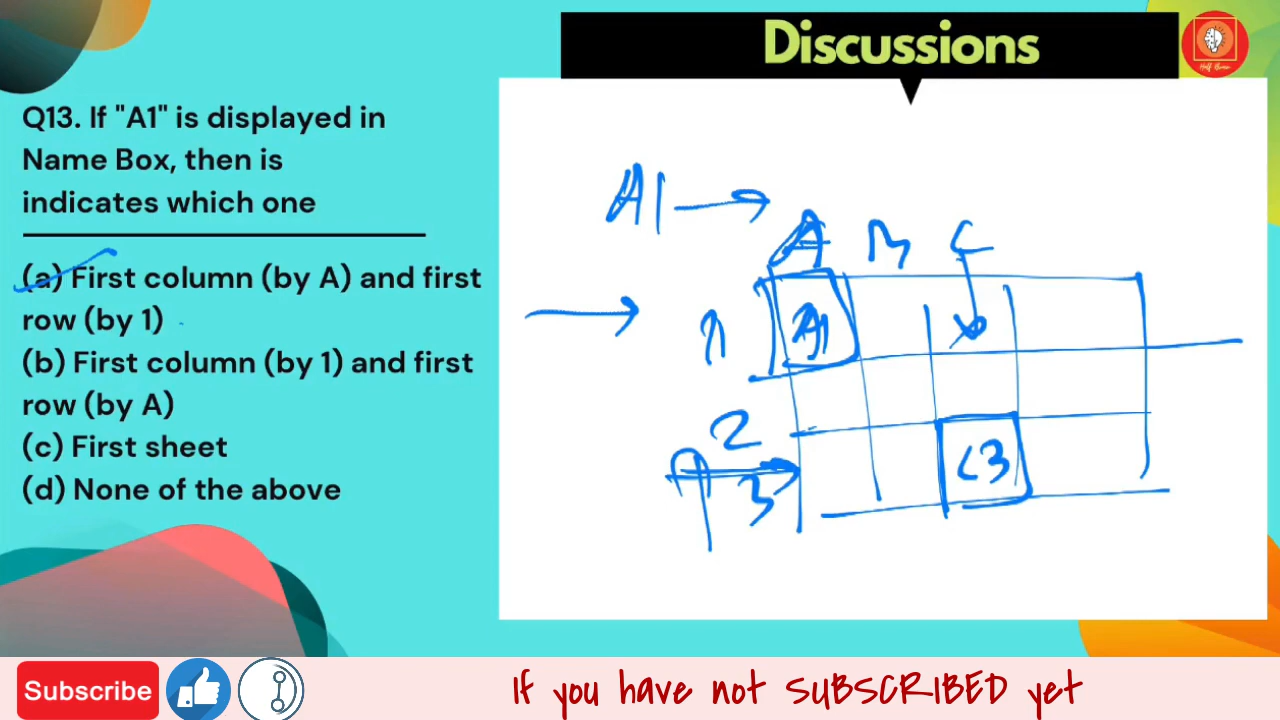 Discussions
Q13. If "A1" is displayed in
Name Box, then is
indicates which one
(a) First column (by A) and first
row (by 1)
(b) First column (by 1) and first
row (by A)
(c) First sheet
(d) None of the above
A1
A B C
1 A1
2
3 C3
Subscribe
If you have not SUBSCRIBED yet